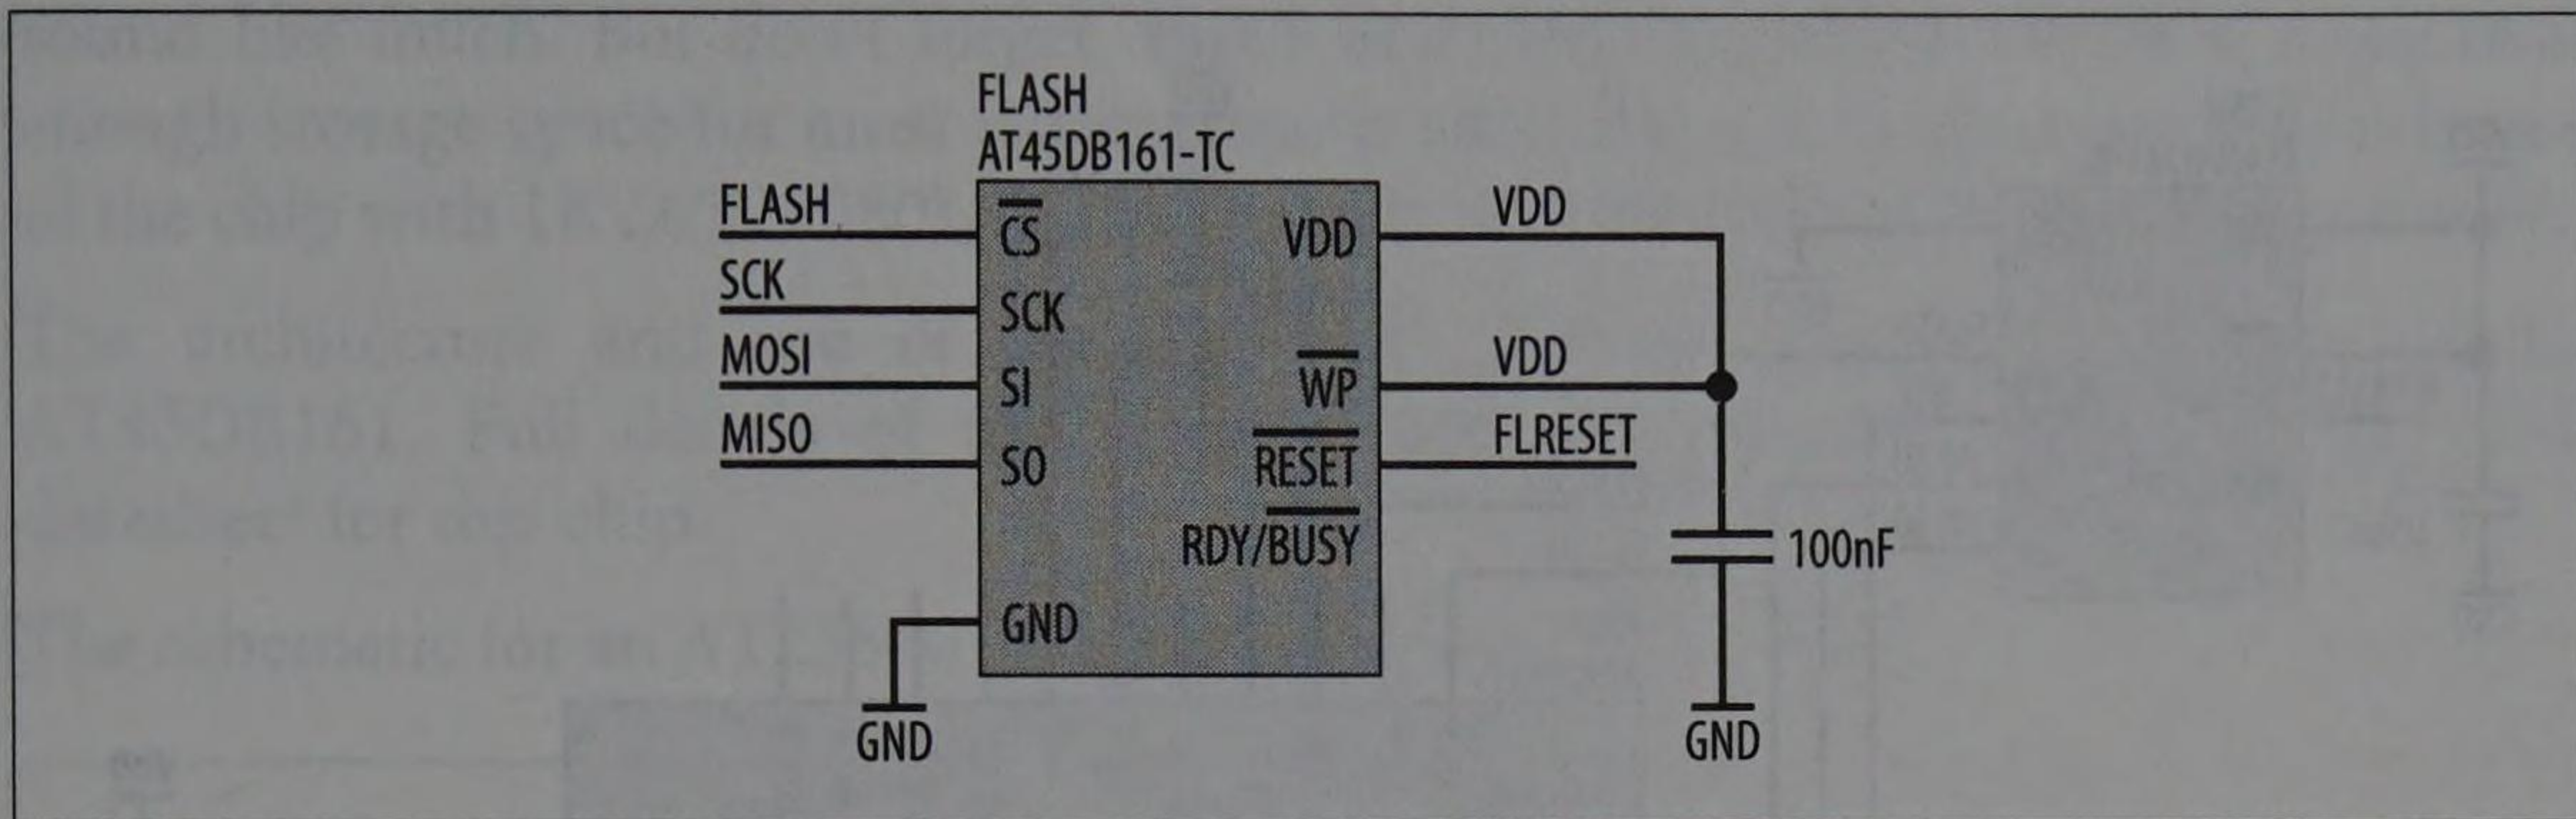 FLASH
AT45DB161-TC
FLASH
SCK
MOSI
MISO
CS
SCK
SI
SO
GND
VDD
WP
RESET
RDY/BUSY
VDD
VDD
FLRESET
100nF
GND
GND